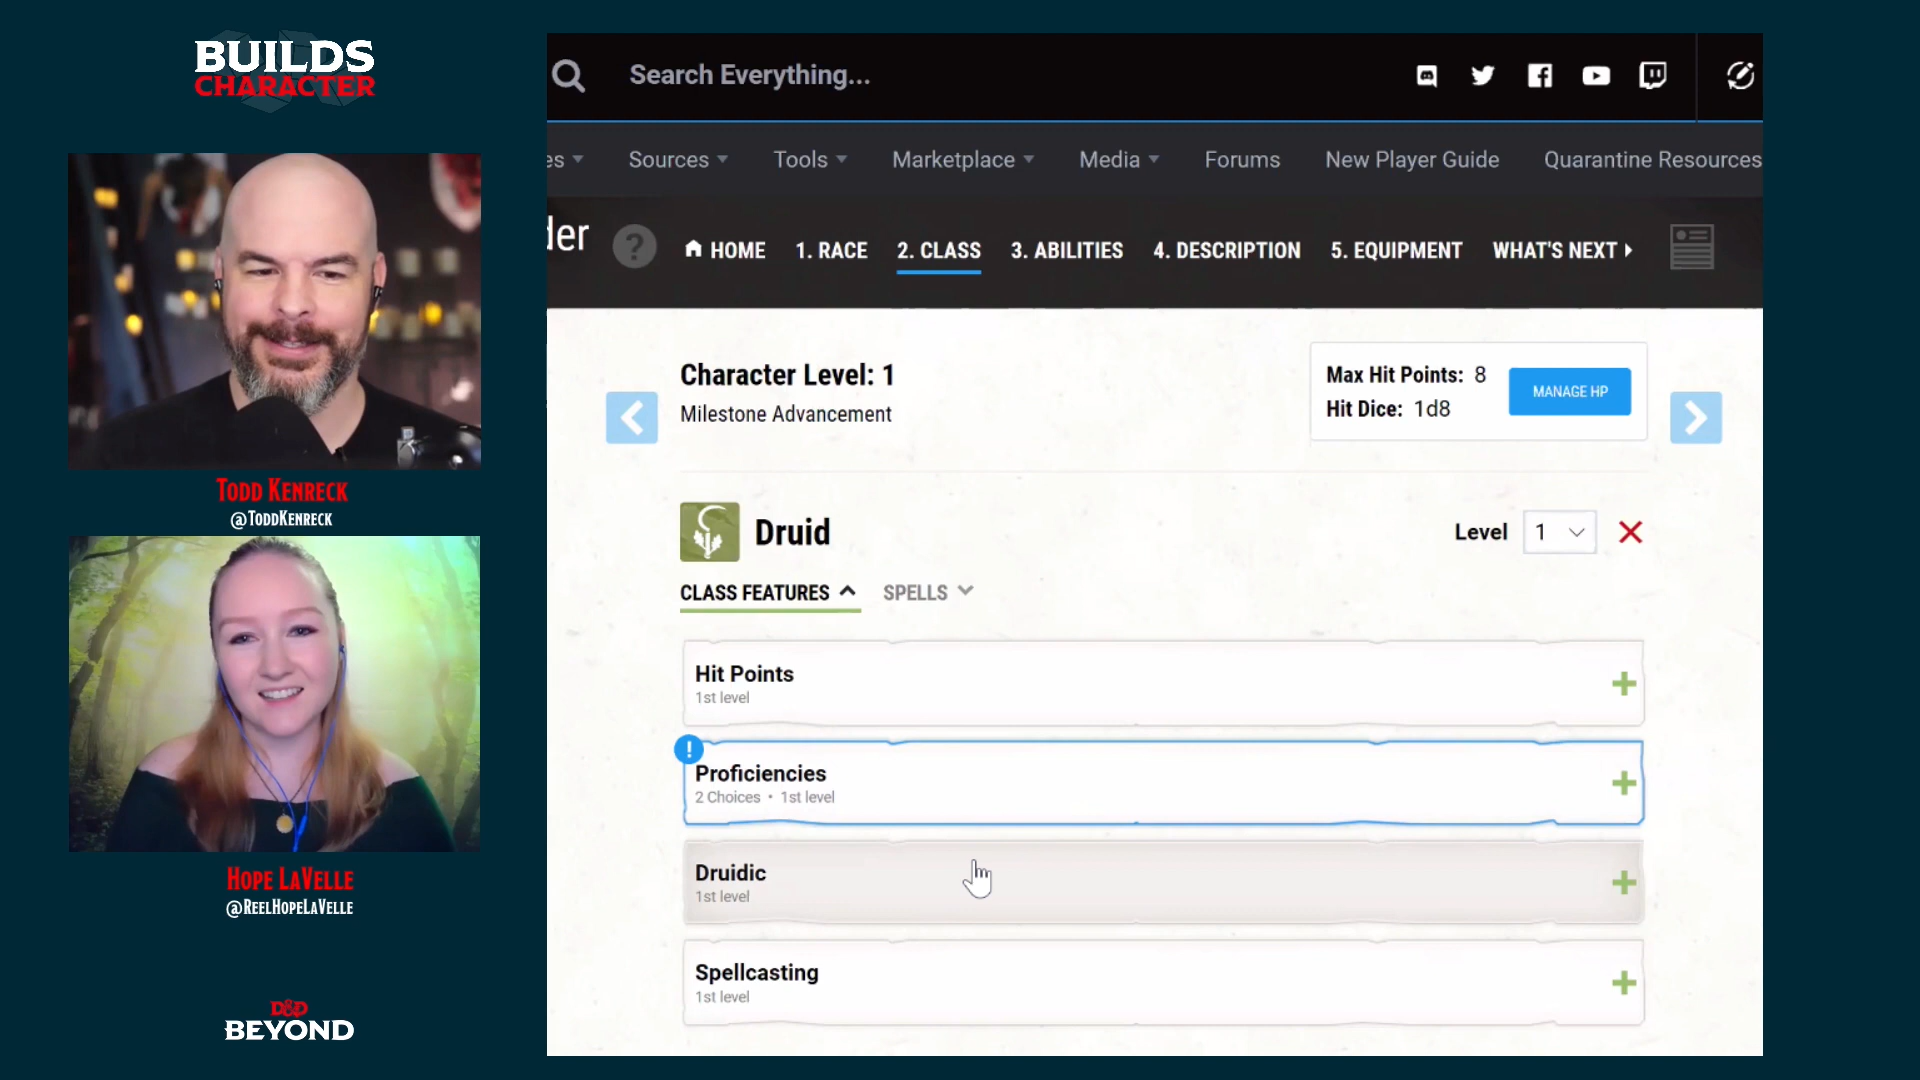 BUILDS
CHARACTER
TODD KENRECK
@TODDKENRECK
HOPE LAVELLE
@REELHOPELAVELLE
D&D
BEYOND
Search Everything...
es
Sources
Tools
Marketplace
Media
Forums
New Player Guide
Quarantine Resources
der
?
HOME
1. RACE
2. CLASS
3. ABILITIES
4. DESCRIPTION
5. EQUIPMENT
WHAT'S NEXT
Character Level: 1
Milestone Advancement
Max Hit Points: 8
Hit Dice: 1d8
MANAGE HP
Druid
Level 1
CLASS FEATURES
SPELLS
Hit Points
1st level
!
Proficiencies
2 Choices • 1st level
Druidic
1st level
Spellcasting
1st level